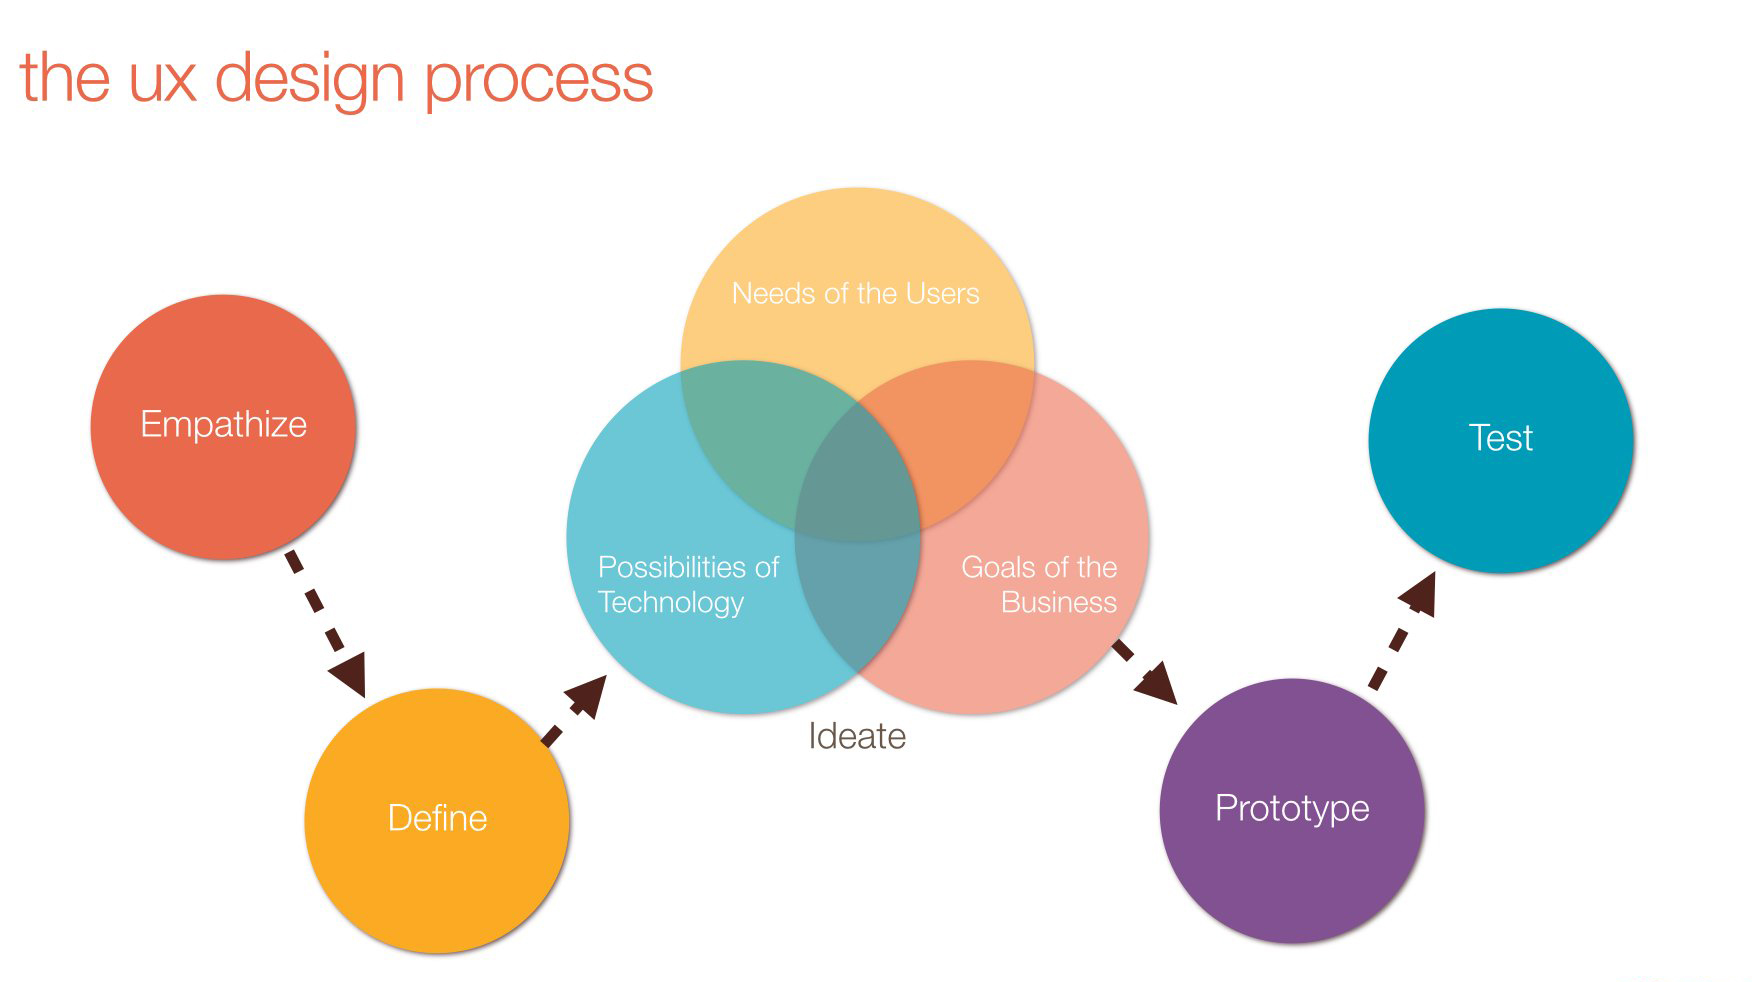 the ux design process
Empathize
Define
Needs of the Users
Possibilities of
Technology
Goals of the
Business
Ideate
Prototype
Test